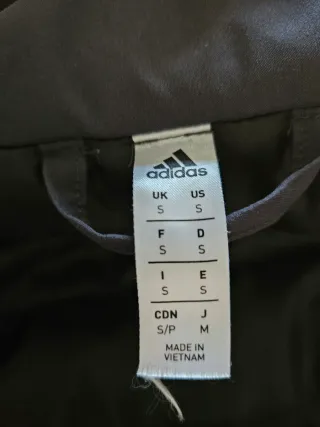 adidas
UK US
S S
F D
S S
I E
S S
CDN J
S/P M
MADE IN
VIETNAM